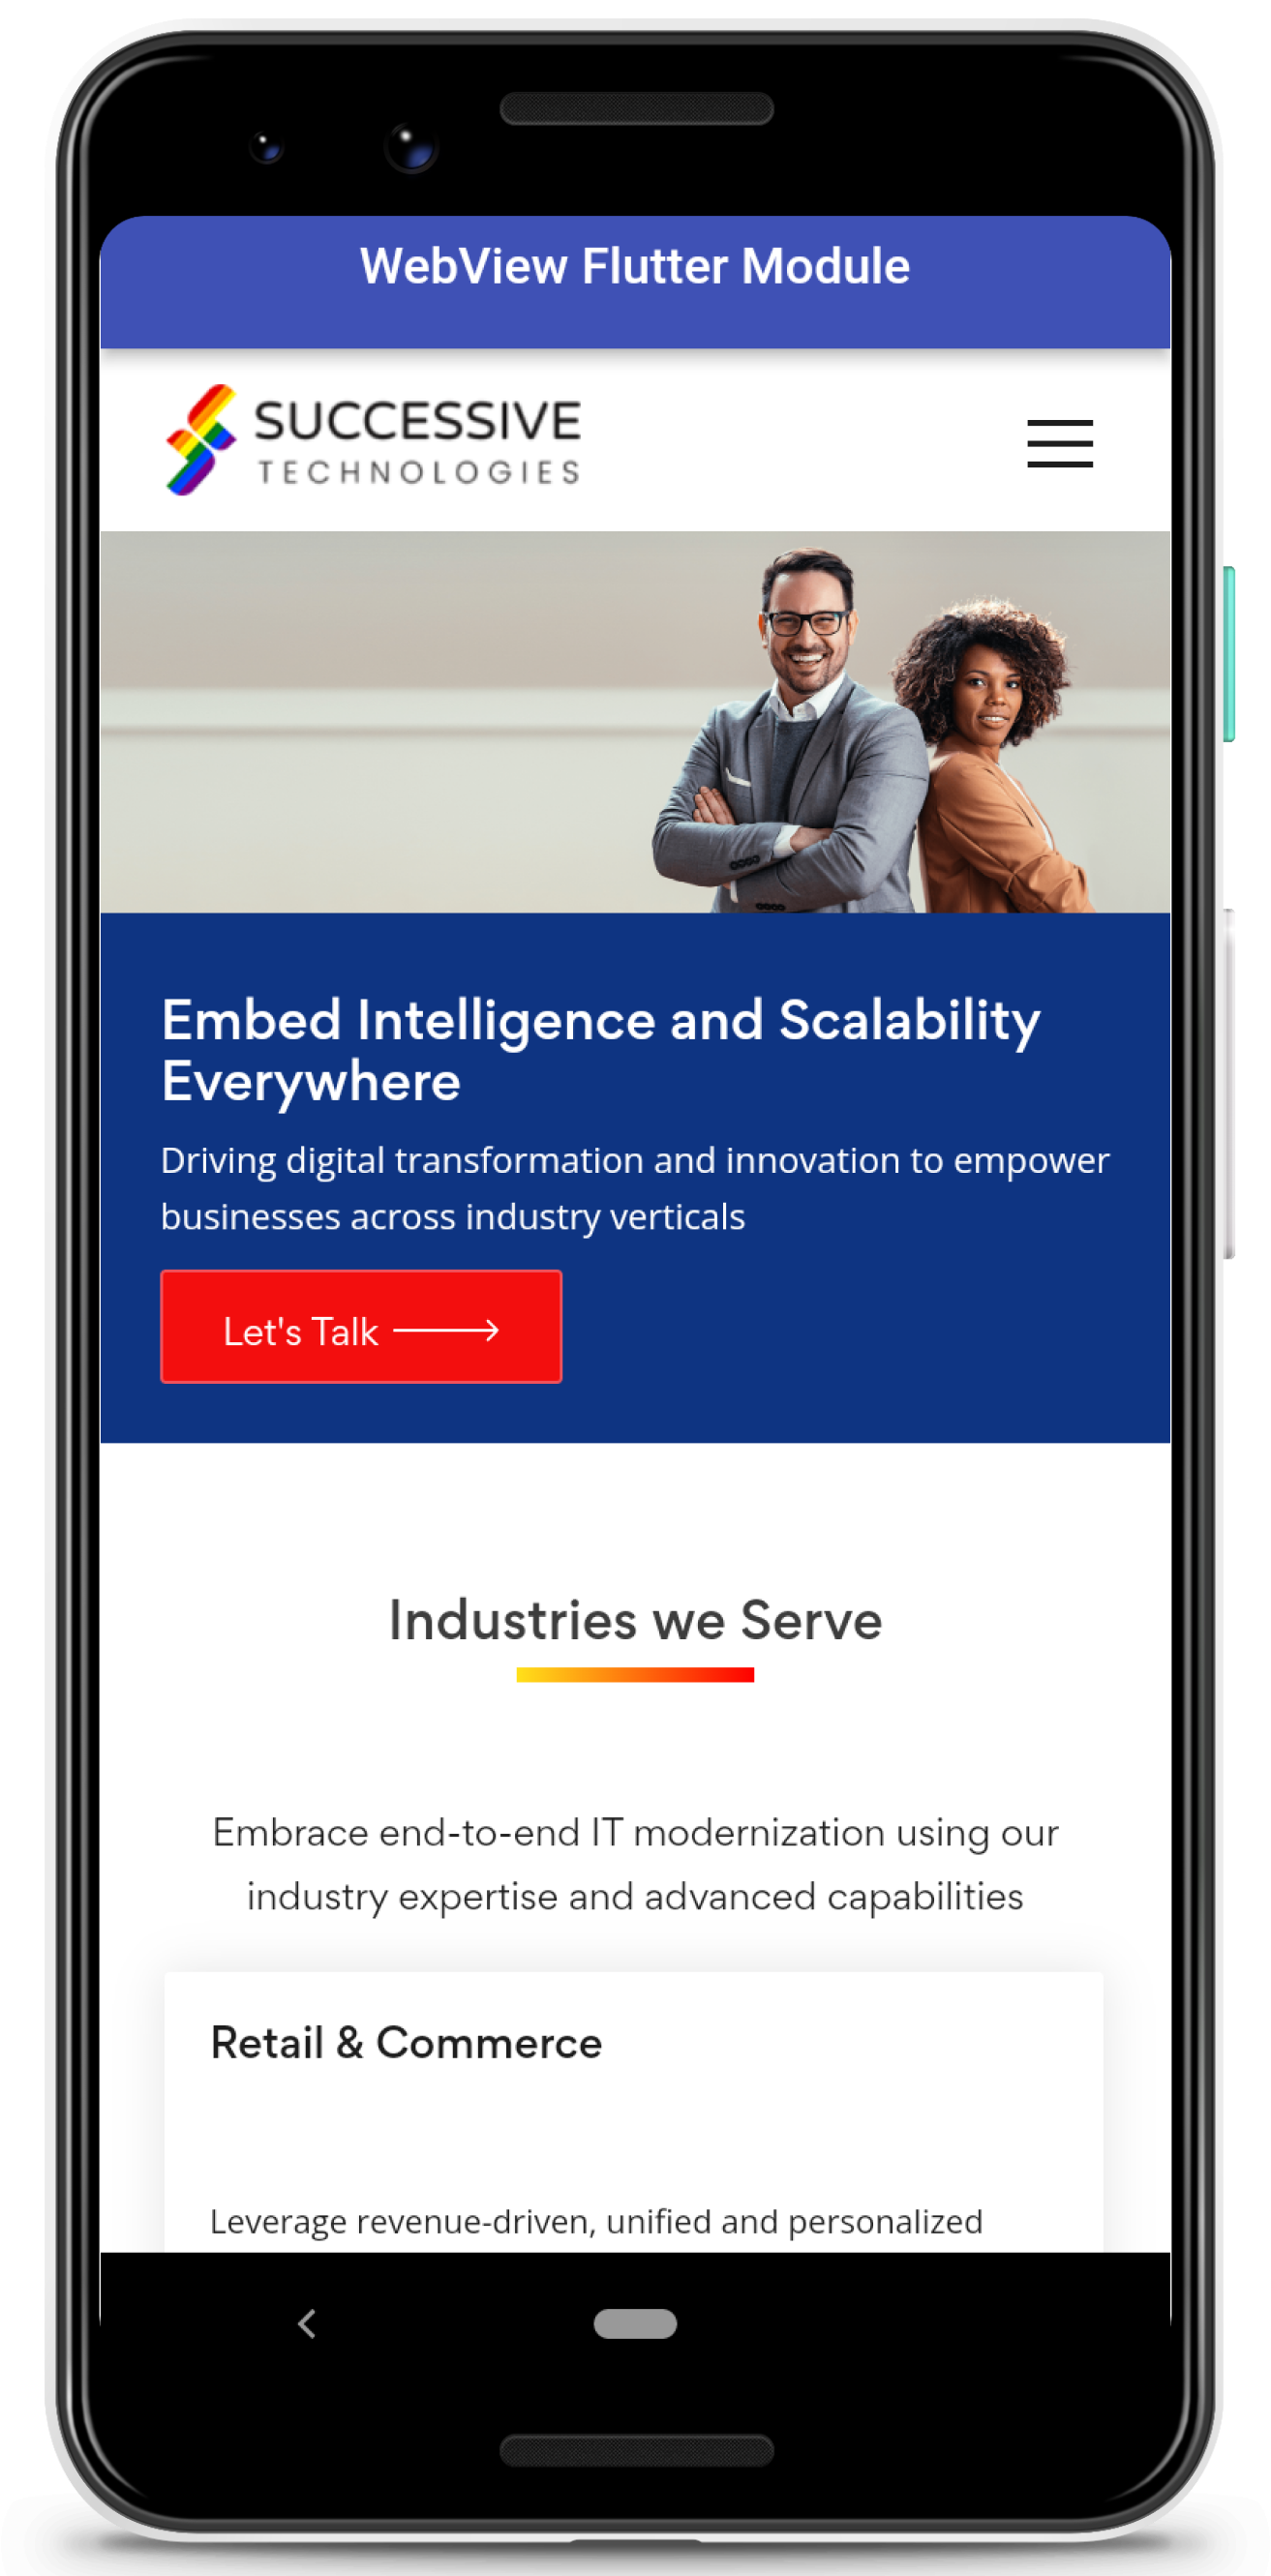 WebView Flutter Module
SUCCESSIVE
TECHNOLOGIES
Embed Intelligence and Scalability
Everywhere
Driving digital transformation and innovation to empower
businesses across industry verticals
Let's Talk
Industries we Serve
Embrace end-to-end IT modernization using our
industry expertise and advanced capabilities
Retail & Commerce
Leverage revenue-driven, unified and personalized